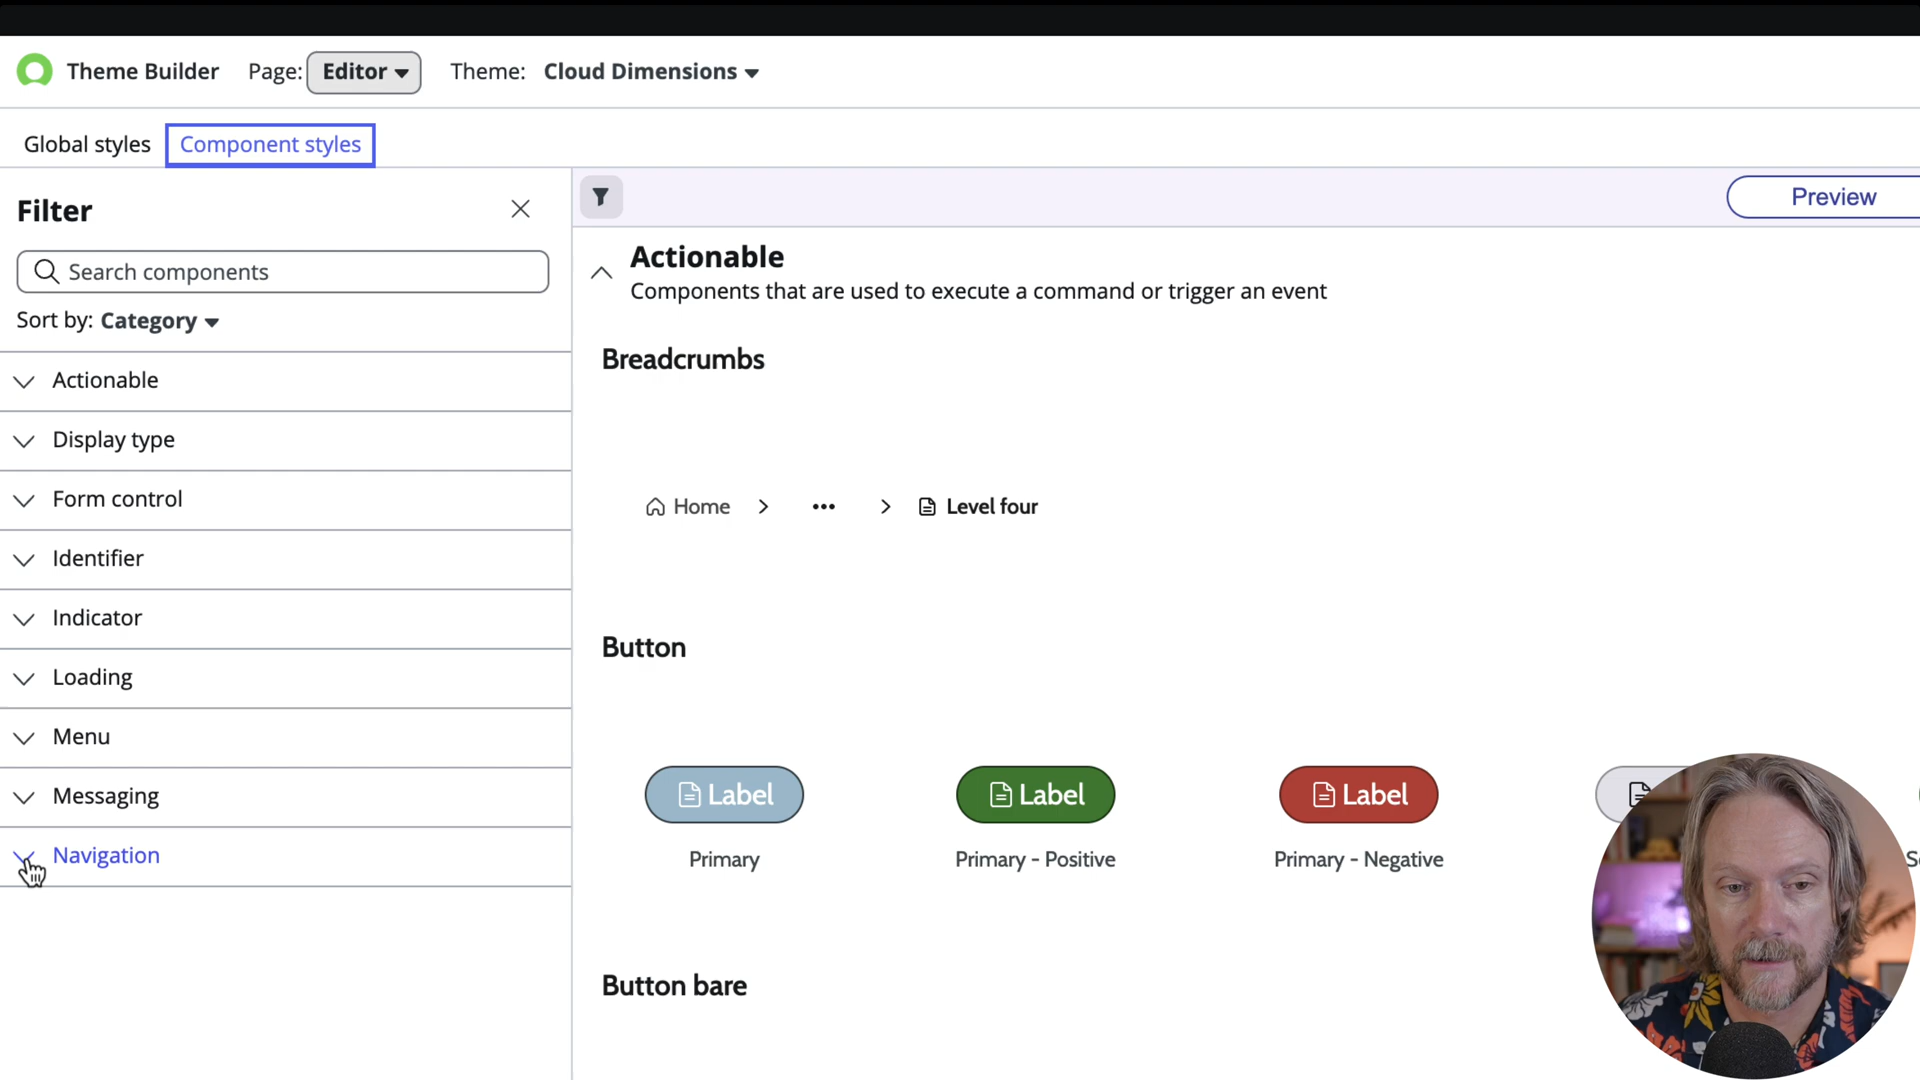 Theme Builder Page: Editor Theme: Cloud Dimensions
Global styles Component styles
Filter
Search components
Sort by: Category
Actionable
Display type
Form control
Identifier
Indicator
Loading
Menu
Messaging
Navigation
Preview
Actionable
Components that are used to execute a command or trigger an event
Breadcrumbs
Home > ••• > Level four
Button
Label Label Label
Primary Primary - Positive Primary - Negative
Button bare